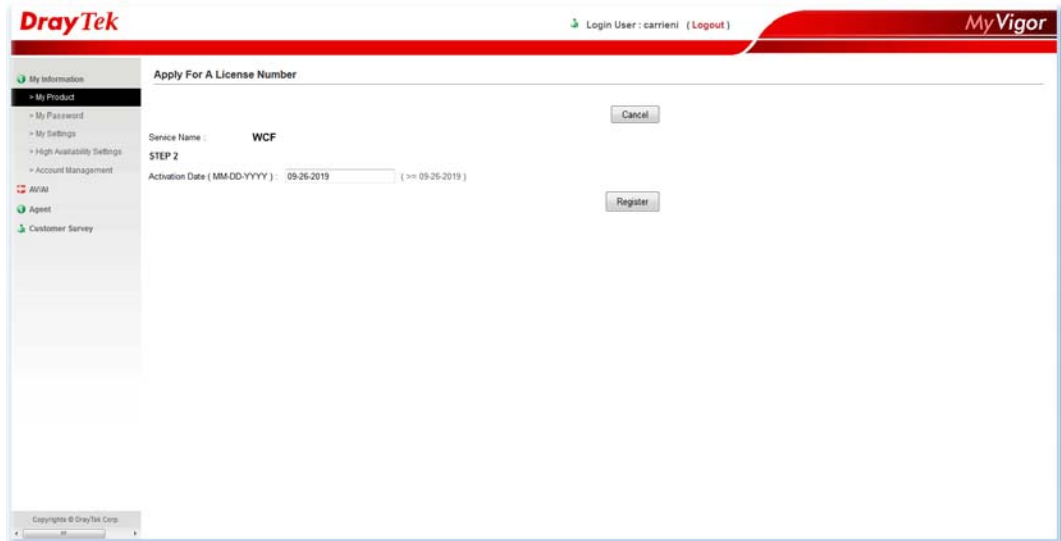 DrayTek
Login User : carrieni ( Logout )
MyVigor
My Information
> My Product
> My Password
> My Settings
> High Availability Settings
> Account Management
AV/AI
Agent
Customer Survey
Copyrights © DrayTek Corp.
Apply For A License Number
Cancel
Service Name : WCF
STEP 2
Activation Date ( MM-DD-YYYY ) : 09-26-2019 ( >= 09-26-2019 )
Register